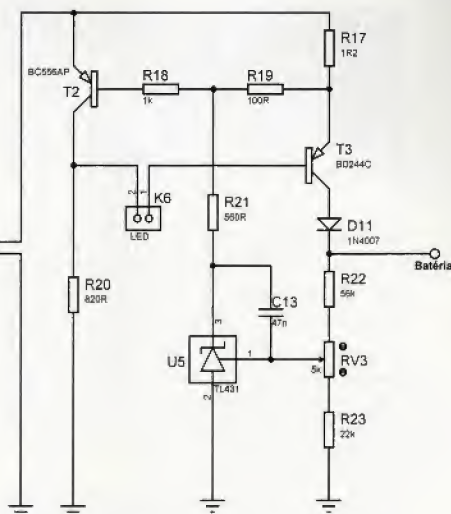 R17
1R2
BC556AP
T2
R18
1k
R19
100R
T3
BD244C
2
1
K6
LED
R21
560R
D11
1N4007
Batéria
R20
820R
C13
47n
R22
56k
3
U5
1
TL431
2
RV3
5k
R23
22k